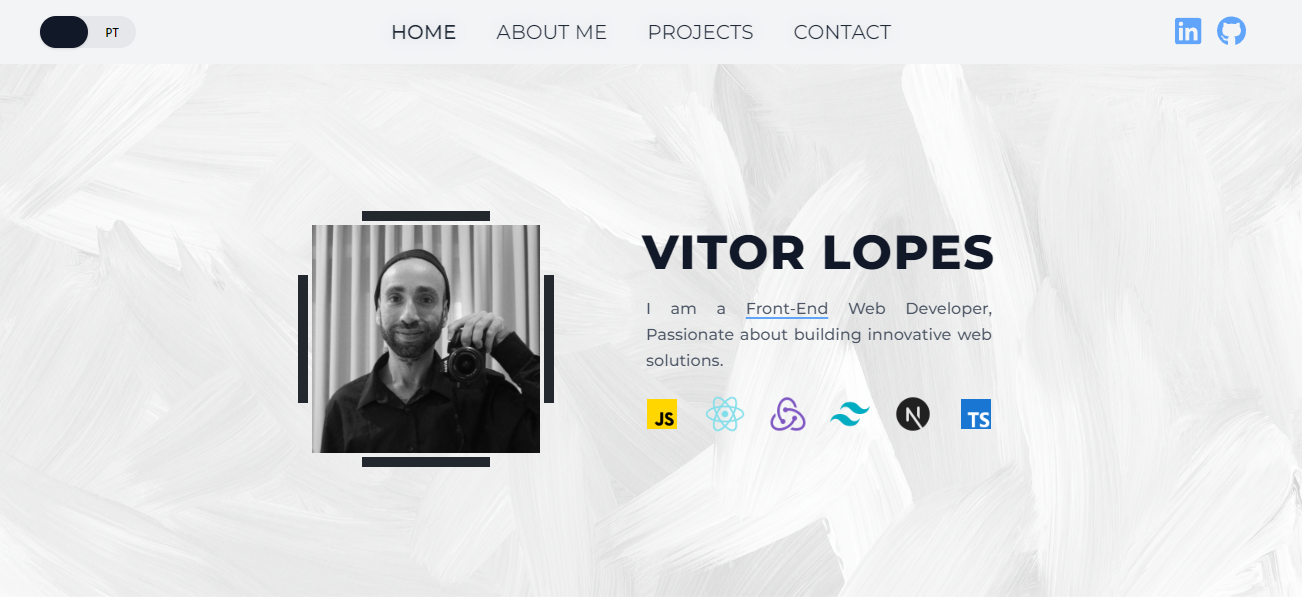 PT
HOME ABOUT ME PROJECTS CONTACT
in
VITOR LOPES
I am a Front-End Web Developer,
Passionate about building innovative web
solutions.
JS N TS